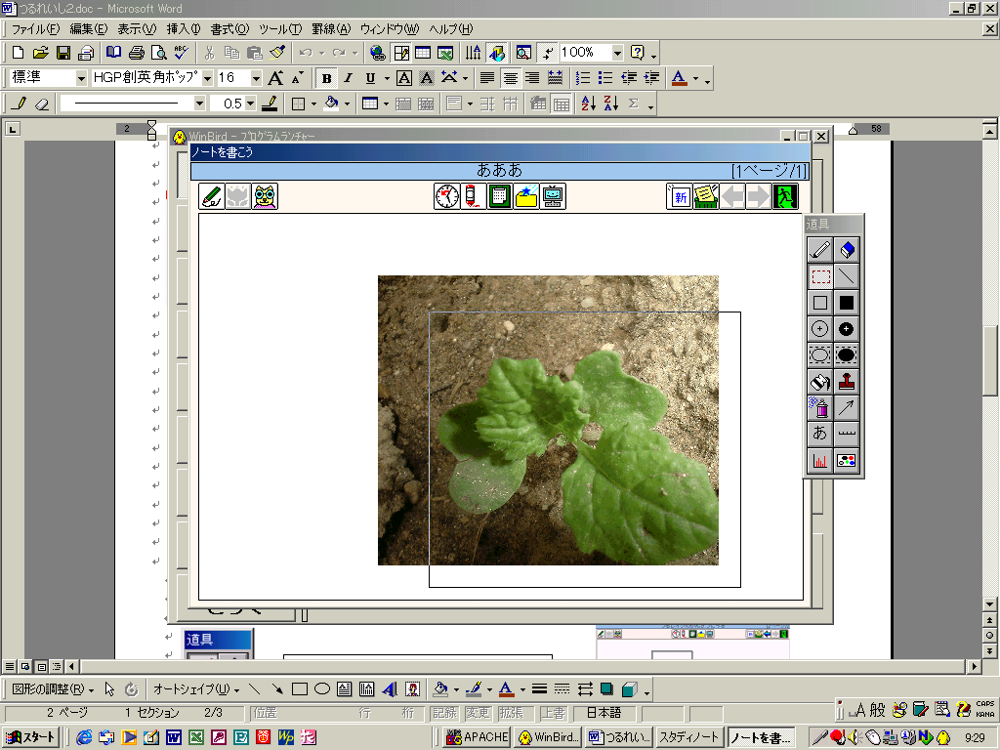 つるれいし2.doc - Microsoft Word
ファイル(F) 編集(E) 表示(V) 挿入(I) 書式(O) ツール(T) 罫線(A) ウィンドウ(W) ヘルプ(H)
100%
標準 HGP創英角ポップ 16 B I U A A A
0.5
2 58
WinBird - プログラムランチャー
ノートを書こう
あああ [1ページ/1]
新
道具
あ
道具
図形の調整(R) オートシェイプ(U)
2 ページ 1 セクション 2/3 位置 行 桁 記録 変更 拡張 上書 日本語
A 般 CAPS KANA
スタート APACHE WinBird... つるれい... スタディノート ノートを書... 9:29